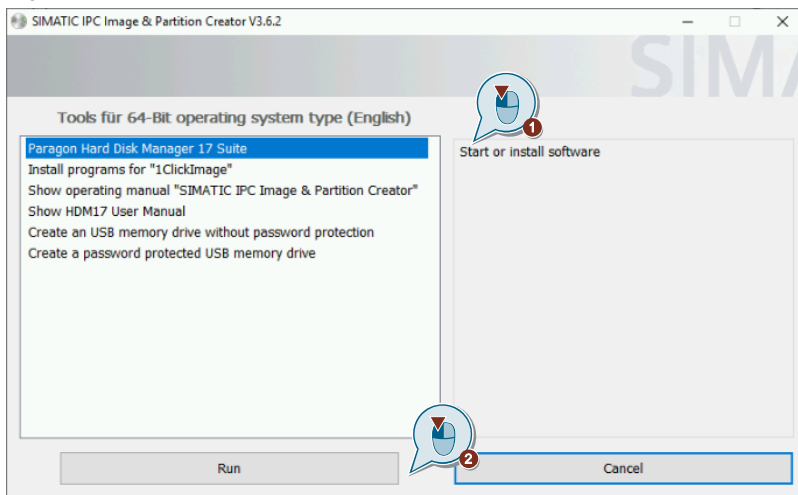 SIMATIC IPC Image & Partition Creator V3.6.2
SIMA
Tools für 64-Bit operating system type (English)
1
Paragon Hard Disk Manager 17 Suite
Start or install software
Install programs for "1ClickImage"
Show operating manual "SIMATIC IPC Image & Partition Creator"
Show HDM17 User Manual
Create an USB memory drive without password protection
Create a password protected USB memory drive
2
Run
Cancel